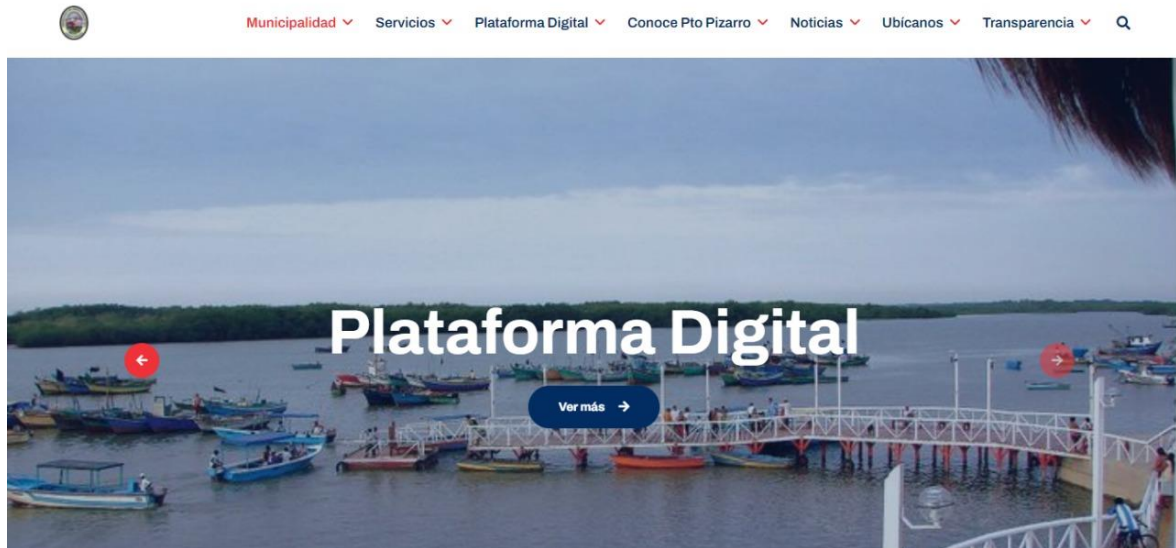 Municipalidad Servicios Plataforma Digital Conoce Pto Pizarro Noticias Ubícanos Transparencia
Plataforma Digital
Ver más